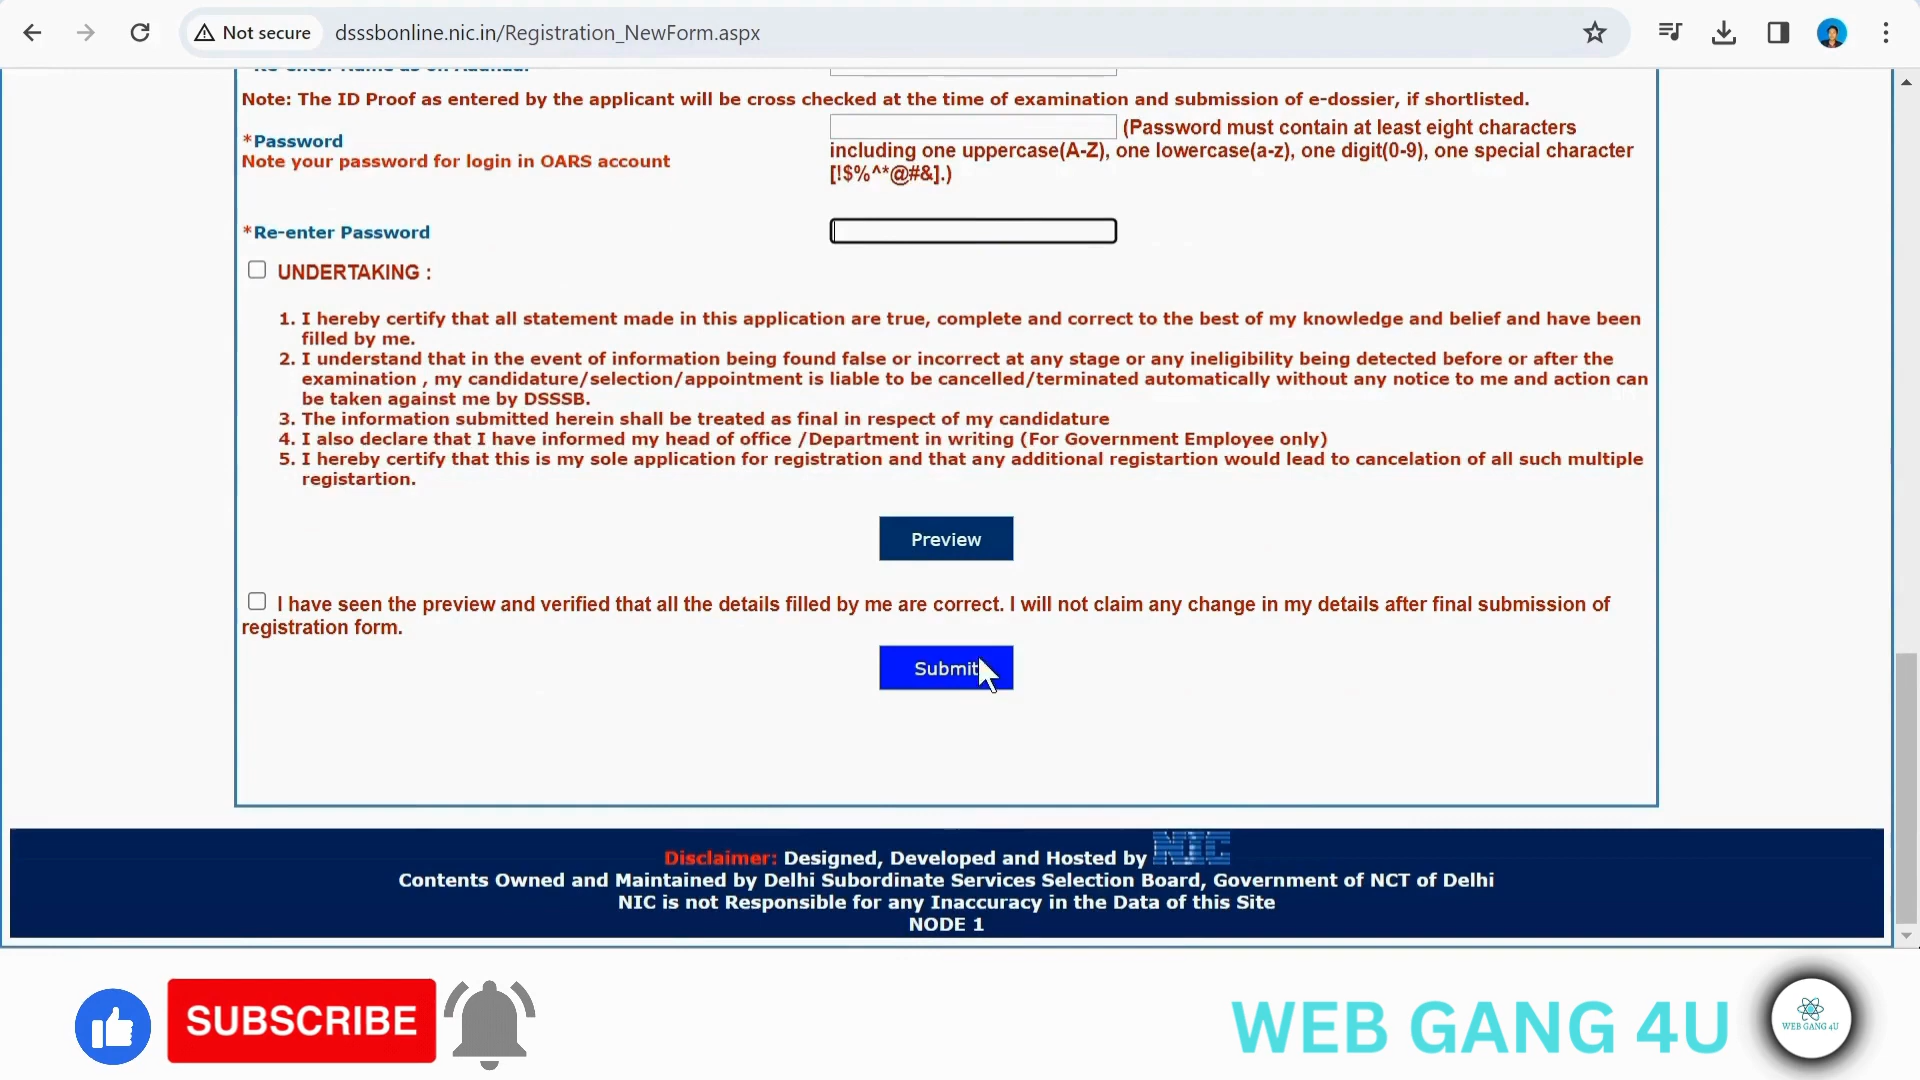 Not secure
dsssbonline.nic.in/Registration_NewForm.aspx
Re-enter Name as on Aadhaar
Note: The ID Proof as entered by the applicant will be cross checked at the time of examination and submission of e-dossier, if shortlisted.
*Password
Note your password for login in OARS account
(Password must contain at least eight characters
including one uppercase(A-Z), one lowercase(a-z), one digit(0-9), one special character
[!$%^*@#&].)
*Re-enter Password
UNDERTAKING :
1. I hereby certify that all statement made in this application are true, complete and correct to the best of my knowledge and belief and have been
filled by me.
2. I understand that in the event of information being found false or incorrect at any stage or any ineligibility being detected before or after the
examination , my candidature/selection/appointment is liable to be cancelled/terminated automatically without any notice to me and action can
be taken against me by DSSSB.
3. The information submitted herein shall be treated as final in respect of my candidature
4. I also declare that I have informed my head of office /Department in writing (For Government Employee only)
5. I hereby certify that this is my sole application for registration and that any additional registartion would lead to cancelation of all such multiple
registartion.
Preview
I have seen the preview and verified that all the details filled by me are correct. I will not claim any change in my details after final submission of
registration form.
Submit
Disclaimer: Designed, Developed and Hosted by NIC
Contents Owned and Maintained by Delhi Subordinate Services Selection Board, Government of NCT of Delhi
NIC is not Responsible for any Inaccuracy in the Data of this Site
NODE 1
SUBSCRIBE
WEB GANG 4U
WEB GANG 4U